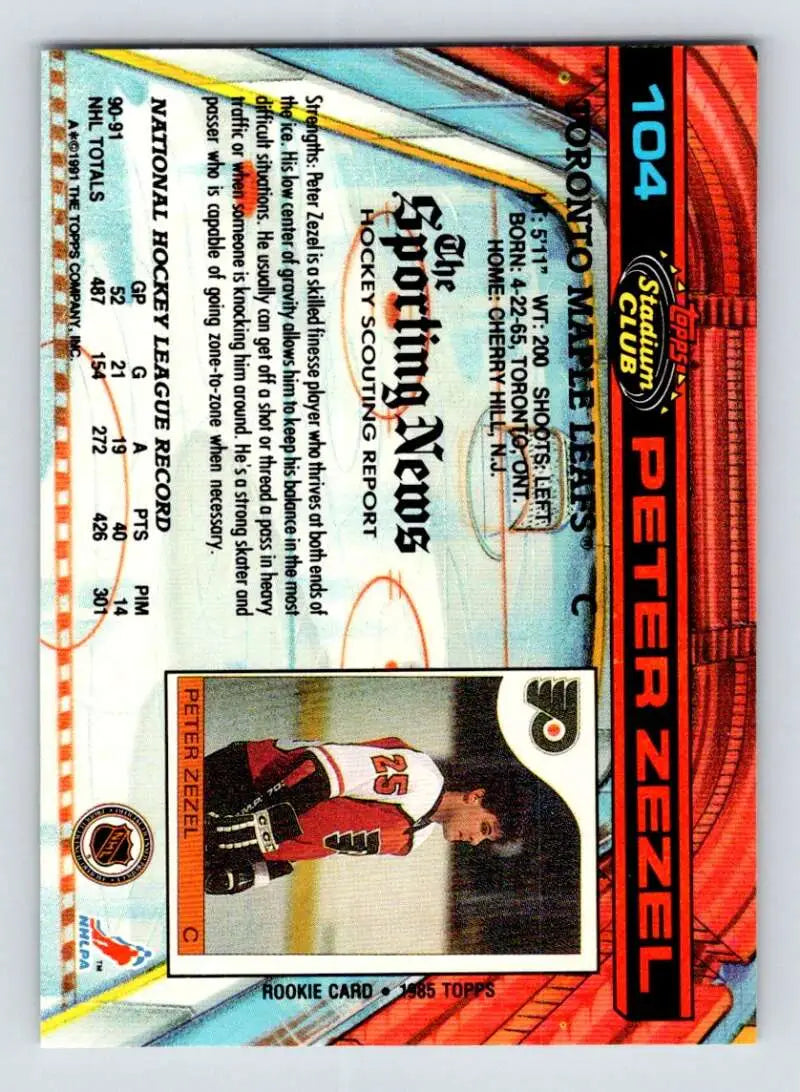 104
Topps
Stadium
CLUB
PETER ZEZEL
TORONTO MAPLE LEAFS® C
5'11" WT: 200 SHOOTS: LEFT
BORN: 4-22-65, TORONTO, ONT.
HOME: CHERRY HILL, N.J.
The
Sporting News
HOCKEY SCOUTING REPORT
Strengths: Peter Zezel is a skilled finesse player who thrives at both ends of
the ice. His low center of gravity allows him to keep his balance in the most
difficult situations. He usually can get off a shot or thread a pass in heavy
traffic or when someone is knocking him around. He's a strong skater and
passer who is capable of going zone-to-zone when necessary.
NATIONAL HOCKEY LEAGUE RECORD
GP G A PTS PIM
90-91 52 21 19 40 14
NHL TOTALS 487 154 272 426 301
A*©1991 THE TOPPS COMPANY, INC.
25
PETER ZEZEL C
ROOKIE CARD • 1985 TOPPS
NHL
NHLPA
TM